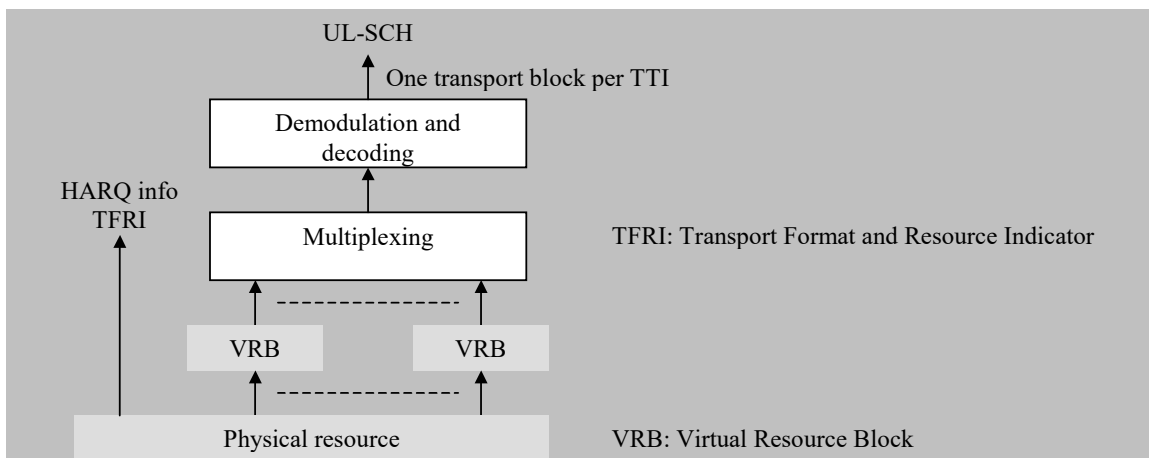 UL-SCH
One transport block per TTI
Demodulation and
decoding
HARQ info
TFRI
Multiplexing
TFRI: Transport Format and Resource Indicator
VRB
VRB
Physical resource
VRB: Virtual Resource Block